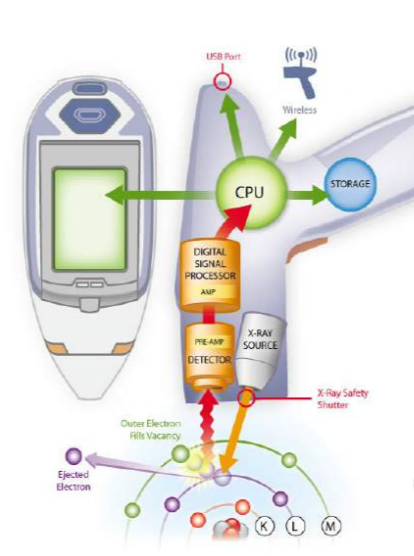 USB Port
Wireless
CPU
STORAGE
DIGITAL
SIGNAL
PROCESSOR
AMP
PRE-AMP
DETECTOR
X-RAY
SOURCE
X-Ray Safety
Shutter
Outer Electron
Fills Vacancy
Ejected
Electron
K L M